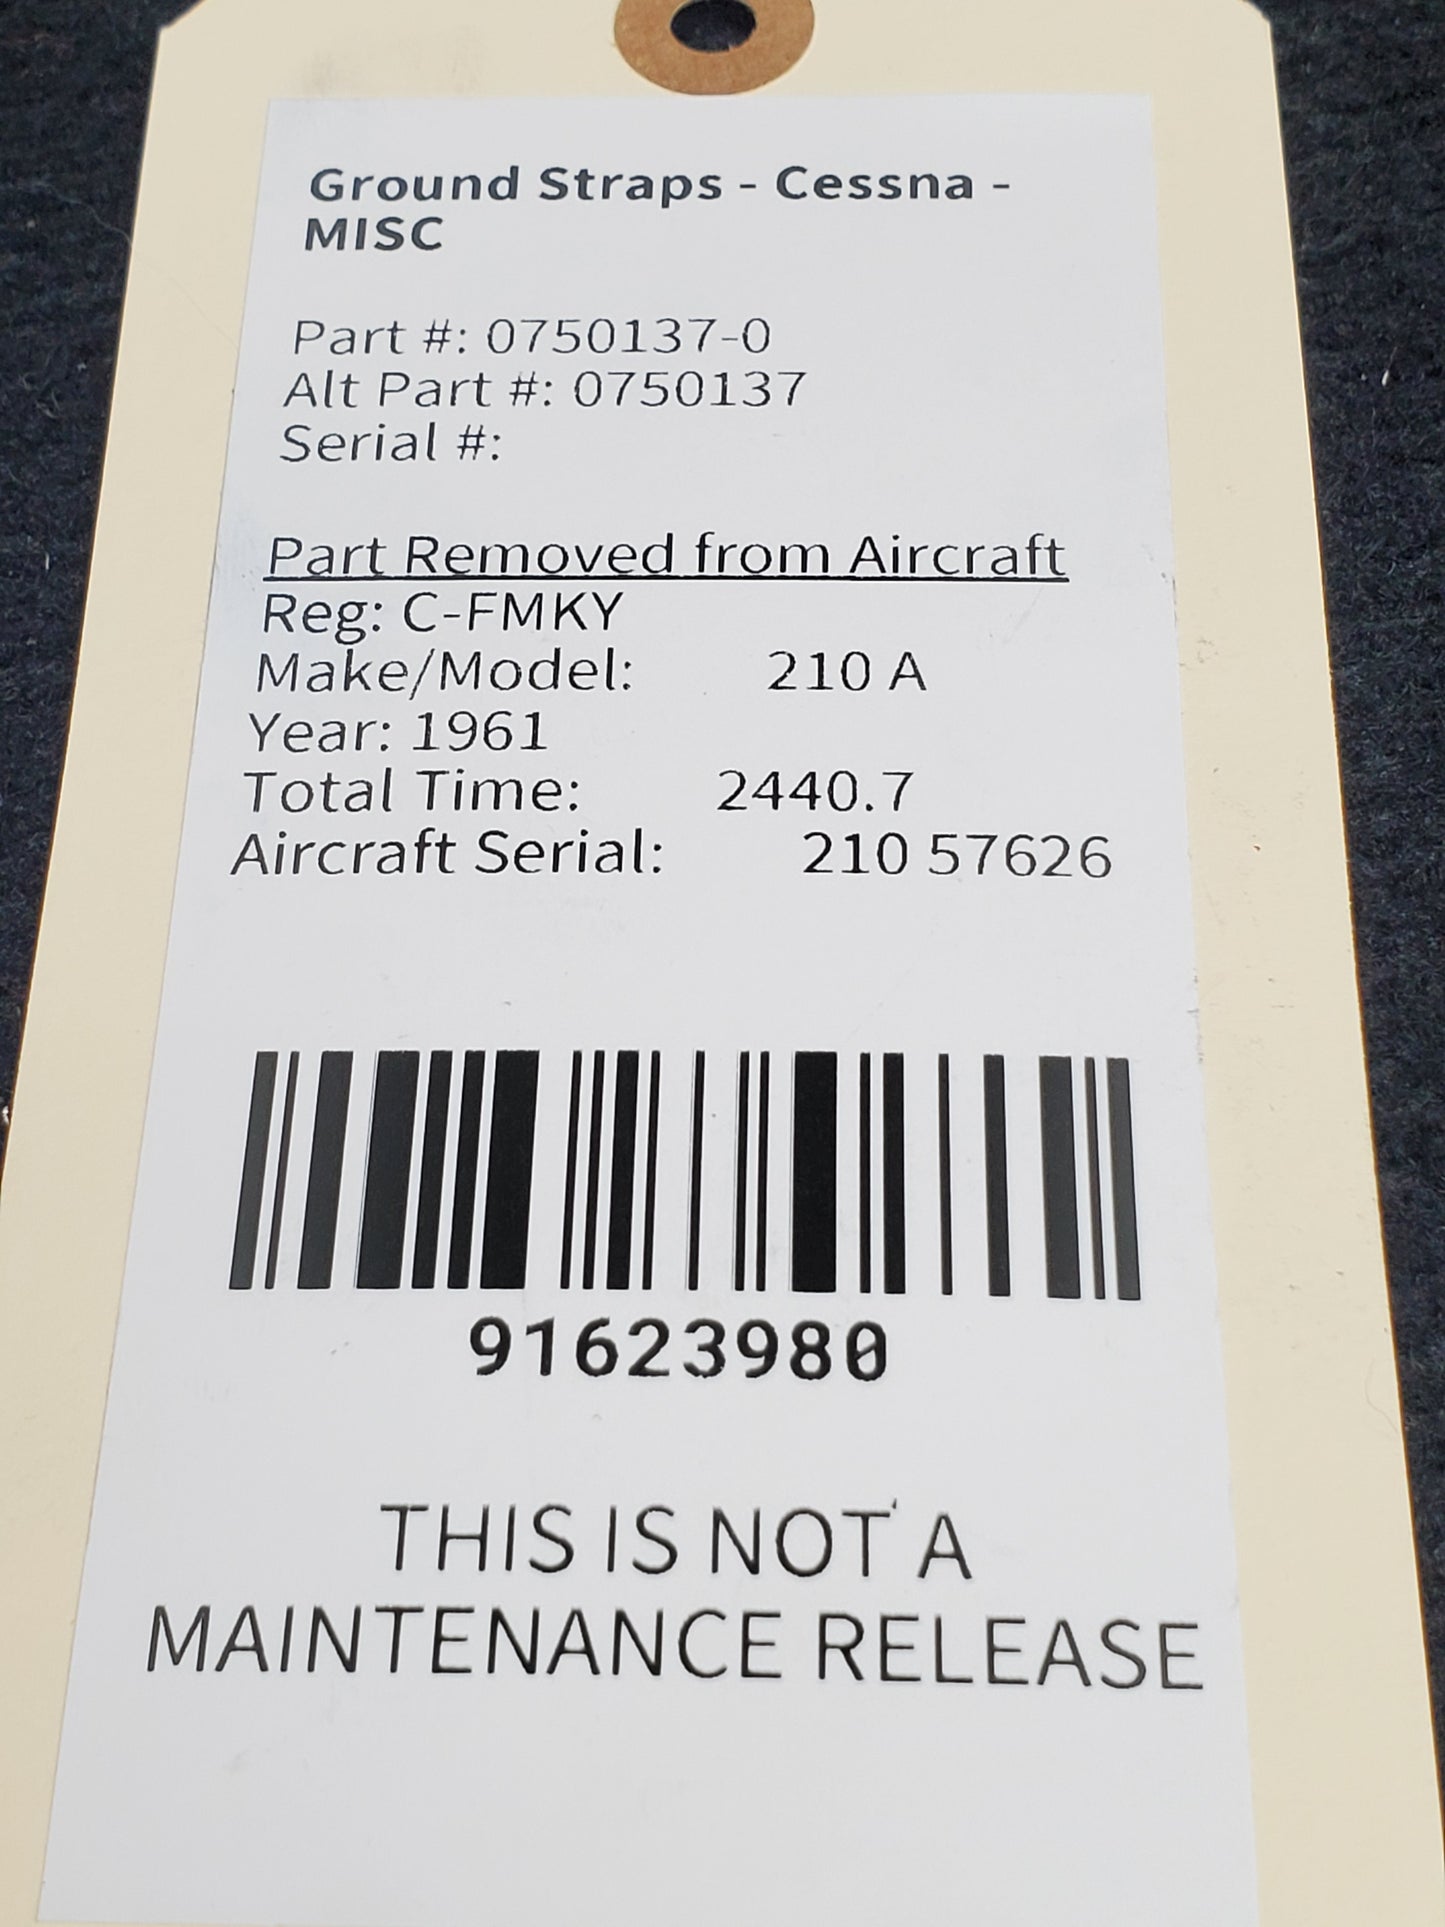 Ground Straps - Cessna -
MISC
Part #: 0750137-0
Alt Part #: 0750137
Serial #:
Part Removed from Aircraft
Reg: C-FMKY
Make/Model: 210 A
Year: 1961
Total Time: 2440.7
Aircraft Serial: 210 57626
91623980
THIS IS NOT A
MAINTENANCE RELEASE